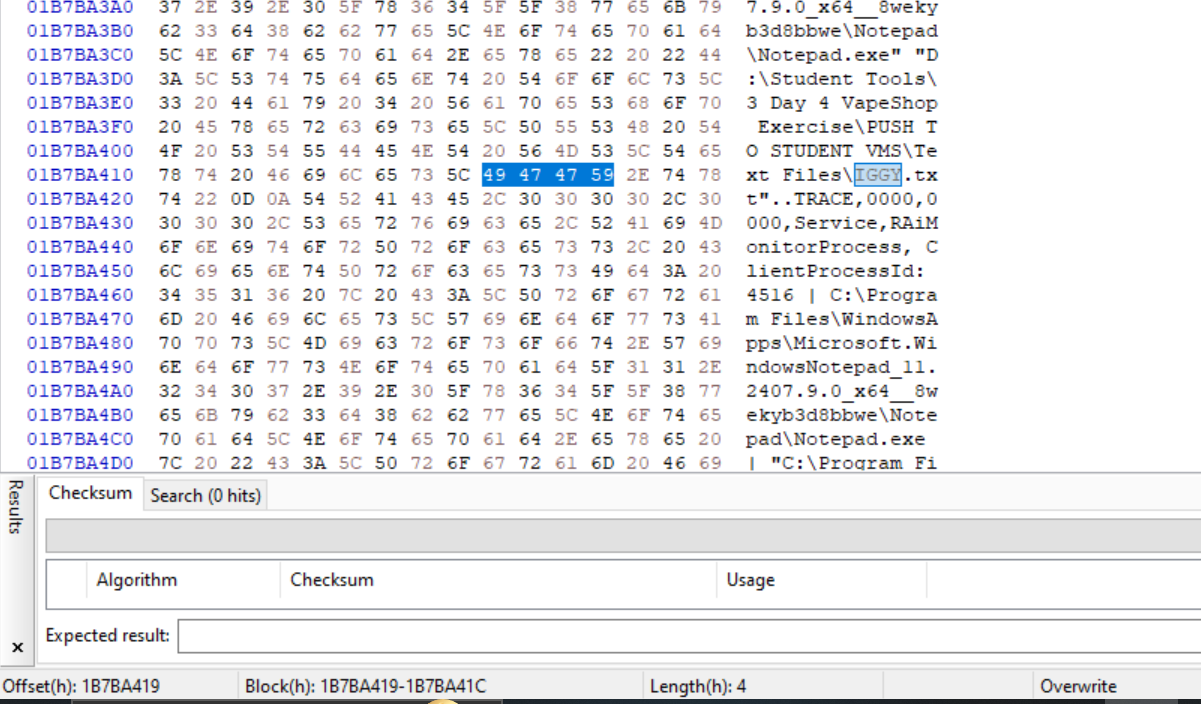 01B7BA3A0 37 2E 39 2E 30 5F 78 36 34 5F 5F 38 77 65 6B 79 7.9.0_x64__8weky
01B7BA3B0 62 33 64 38 62 62 77 65 5C 4E 6F 74 65 70 61 64 b3d8bbwe\Notepad
01B7BA3C0 5C 4E 6F 74 65 70 61 64 2E 65 78 65 22 20 22 44 \Notepad.exe" "D
01B7BA3D0 3A 5C 53 74 75 64 65 6E 74 20 54 6F 6F 6C 73 5C :\Student Tools\
01B7BA3E0 33 20 44 61 79 20 34 20 56 61 70 65 53 68 6F 70 3 Day 4 VapeShop
01B7BA3F0 20 45 78 65 72 63 69 73 65 5C 50 55 53 48 20 54 Exercise\PUSH T
01B7BA400 4F 20 53 54 55 44 45 4E 54 20 56 4D 53 5C 54 65 O STUDENT VMS\Te
01B7BA410 78 74 20 46 69 6C 65 73 5C 49 47 47 59 2E 74 78 xt Files\IGGY.tx
01B7BA420 74 22 0D 0A 54 52 41 43 45 2C 30 30 30 30 2C 30 t"..TRACE,0000,0
01B7BA430 30 30 30 2C 53 65 72 76 69 63 65 2C 52 41 69 4D 000,Service,RAiM
01B7BA440 6F 6E 69 74 6F 72 50 72 6F 63 65 73 73 2C 20 43 onitorProcess, C
01B7BA450 6C 69 65 6E 74 50 72 6F 63 65 73 73 49 64 3A 20 lientProcessId:
01B7BA460 34 35 31 36 20 7C 20 43 3A 5C 50 72 6F 67 72 61 4516 | C:\Progra
01B7BA470 6D 20 46 69 6C 65 73 5C 57 69 6E 64 6F 77 73 41 m Files\WindowsA
01B7BA480 70 70 73 5C 4D 69 63 72 6F 73 6F 66 74 2E 57 69 pps\Microsoft.Wi
01B7BA490 6E 64 6F 77 73 4E 6F 74 65 70 61 64 5F 31 31 2E ndowsNotepad_11.
01B7BA4A0 32 34 30 37 2E 39 2E 30 5F 78 36 34 5F 5F 38 77 2407.9.0_x64__8w
01B7BA4B0 65 6B 79 62 33 64 38 62 62 77 65 5C 4E 6F 74 65 ekyb3d8bbwe\Note
01B7BA4C0 70 61 64 5C 4E 6F 74 65 70 61 64 2E 65 78 65 20 pad\Notepad.exe
01B7BA4D0 7C 20 22 43 3A 5C 50 72 6F 67 72 61 6D 20 46 69 | "C:\Program Fi
Results
Checksum Search (0 hits)
Algorithm Checksum Usage
Expected result:
x
Offset(h): 1B7BA419 Block(h): 1B7BA419-1B7BA41C Length(h): 4 Overwrite